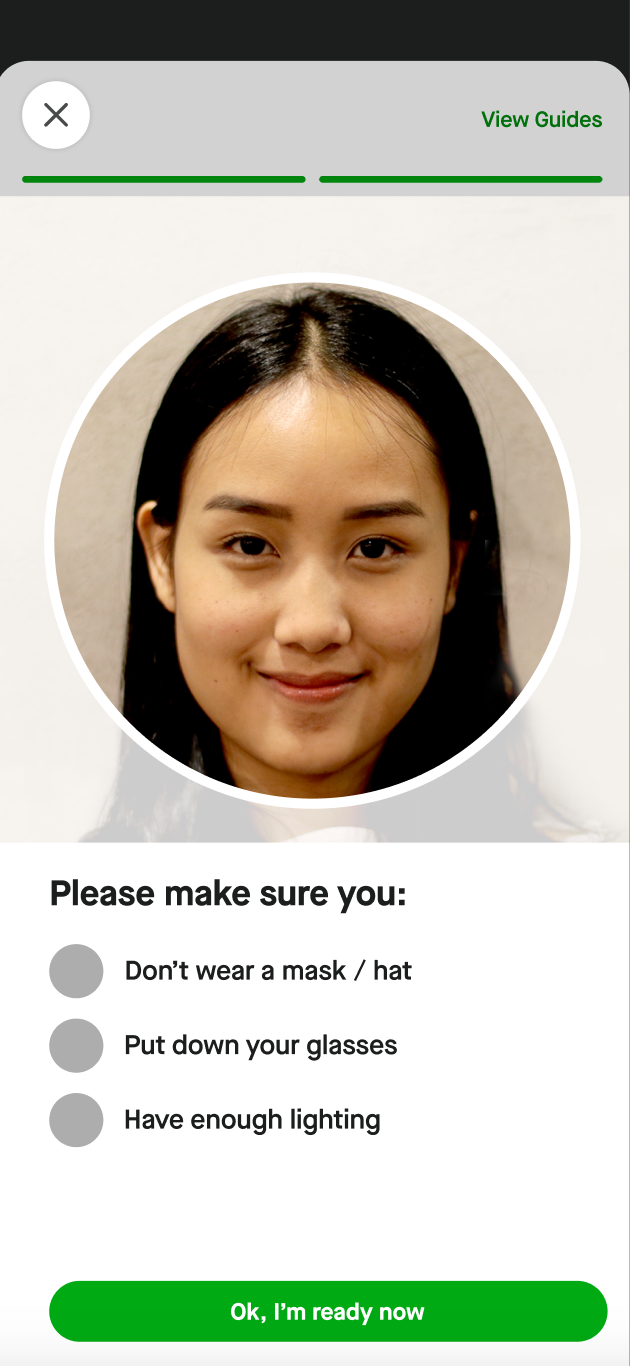 View Guides
Please make sure you:
Don’t wear a mask / hat
Put down your glasses
Have enough lighting
Ok, I’m ready now